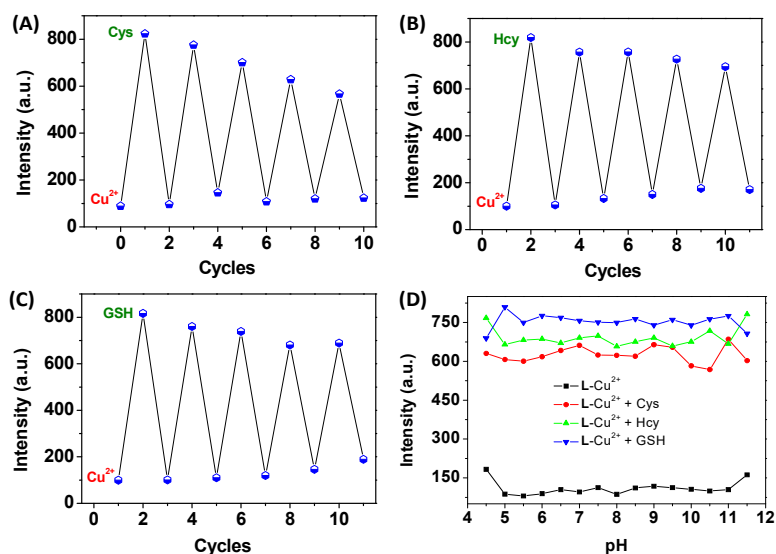 (A)
Cys
Cu²⁺
Intensity (a.u.)
0
200
400
600
800
0 2 4 6 8 10
Cycles
(B)
Hcy
Cu²⁺
Intensity (a.u.)
0
200
400
600
800
0 2 4 6 8 10
Cycles
(C)
GSH
Cu²⁺
Intensity (a.u.)
0
200
400
600
800
0 2 4 6 8 10
Cycles
(D)
Intensity (a.u.)
150
300
450
600
750
L-Cu²⁺
L-Cu²⁺ + Cys
L-Cu²⁺ + Hcy
L-Cu²⁺ + GSH
4 5 6 7 8 9 10 11 12
pH